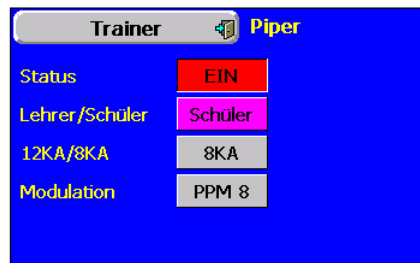 Trainer Piper
Status EIN
Lehrer/Schüler Schüler
12KA/8KA 8KA
Modulation PPM 8